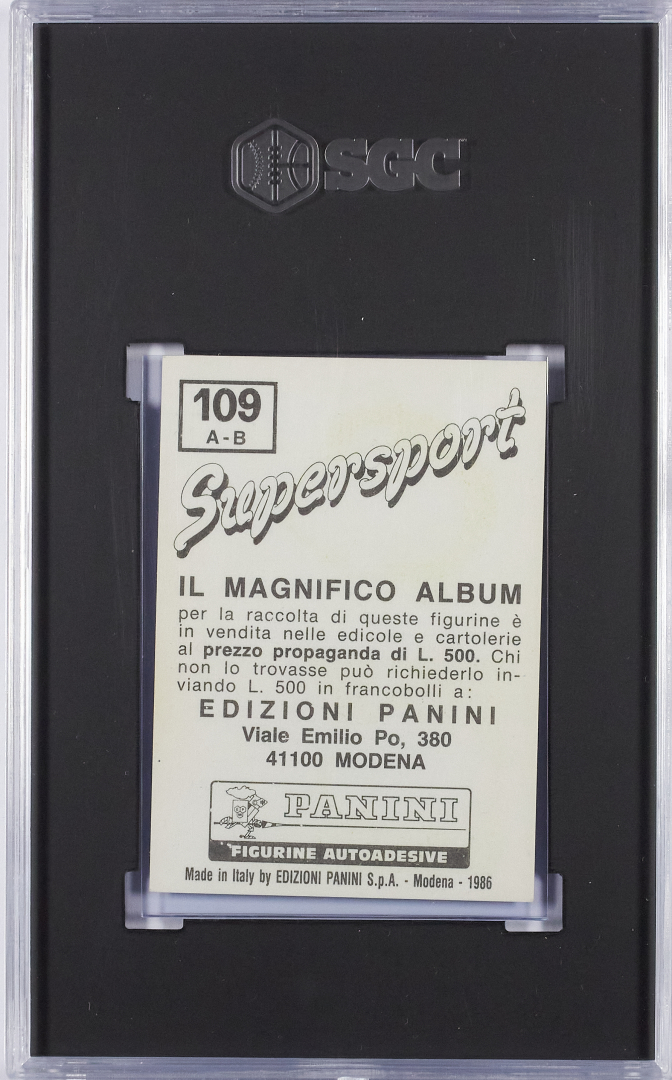 SGC
109
A-B
Supersport
IL MAGNIFICO ALBUM
per la raccolta di queste figurine è
in vendita nelle edicole e cartolerie
al prezzo propaganda di L. 500. Chi
non lo trovasse può richiederlo in-
viando L. 500 in francobolli a:
EDIZIONI PANINI
Viale Emilio Po, 380
41100 MODENA
PANINI
FIGURINE AUTOADESIVE
Made in Italy by EDIZIONI PANINI S.p.A. - Modena - 1986